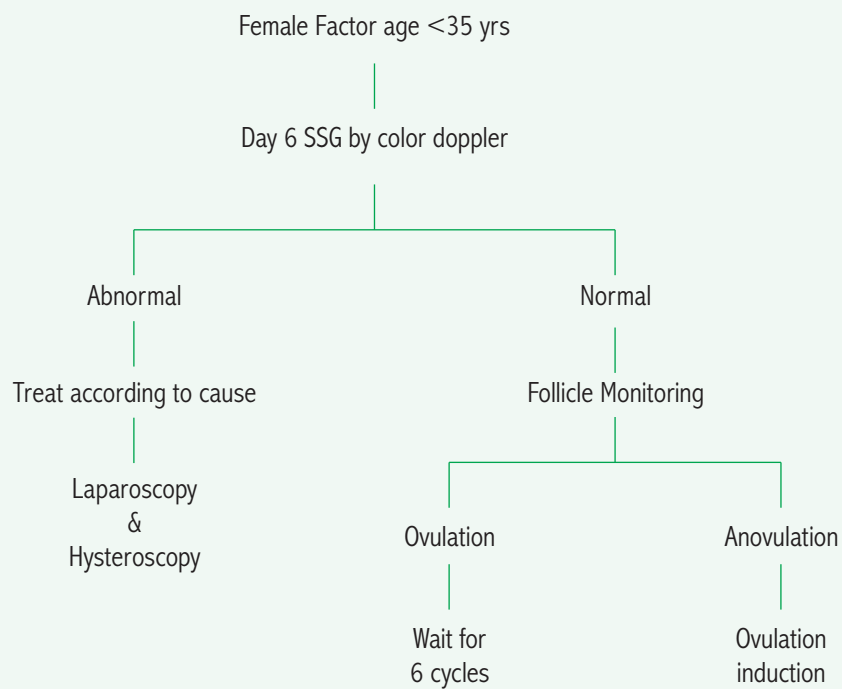 Female Factor age <35 yrs
Day 6 SSG by color doppler
Abnormal
Normal
Treat according to cause
Follicle Monitoring
Laparoscopy
&
Hysteroscopy
Ovulation
Anovulation
Wait for
6 cycles
Ovulation
induction